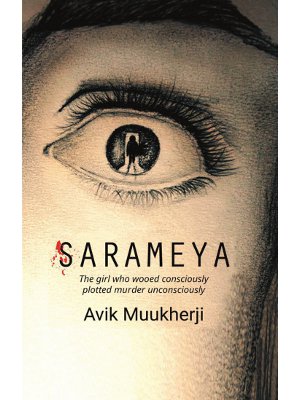 SARAMEYA
The girl who wooed consciously
plotted murder unconsciously
Avik Muukherji